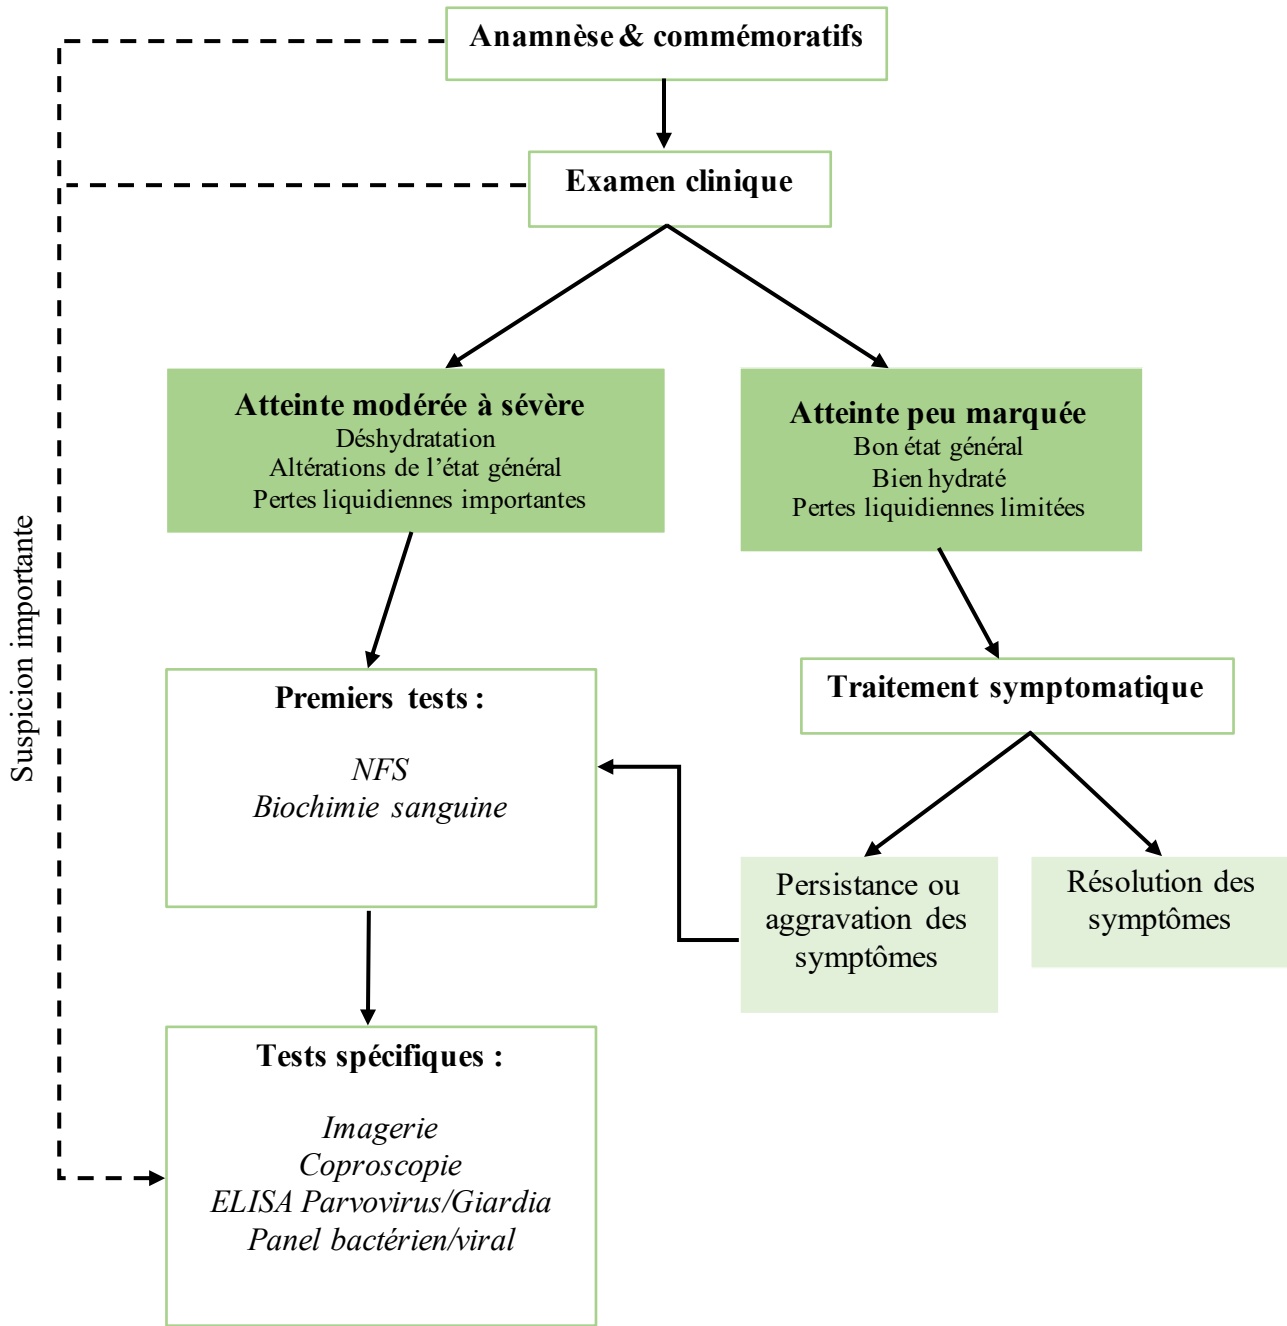 Anamnèse & commémoratifs
Examen clinique
Atteinte modérée à sévère
Déshydratation
Altérations de l'état général
Pertes liquidiennes importantes
Atteinte peu marquée
Bon état général
Bien hydraté
Pertes liquidiennes limitées
Suspicion importante
Premiers tests :
NFS
Biochimie sanguine
Traitement symptomatique
Persistance ou
aggravation des
symptômes
Résolution des
symptômes
Tests spécifiques :
Imagerie
Coproscopie
ELISA Parvovirus/Giardia
Panel bactérien/viral